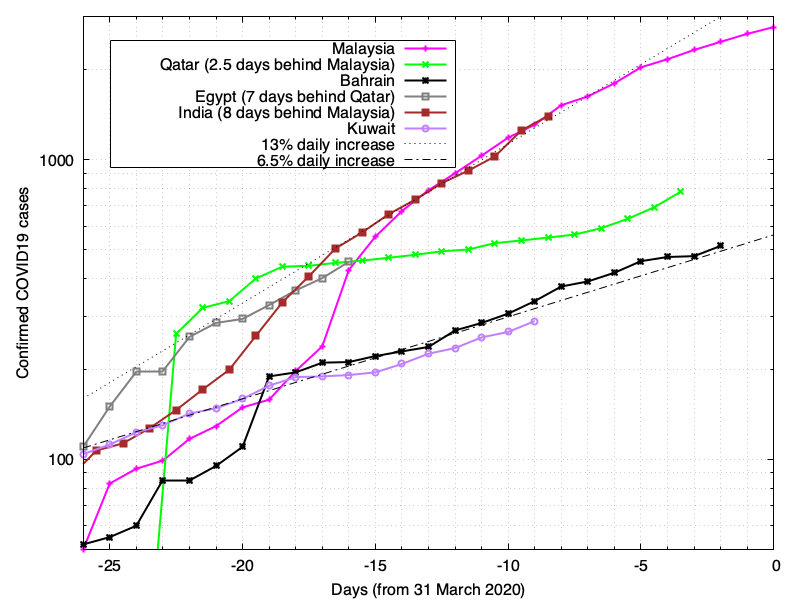 Malaysia
Qatar (2.5 days behind Malaysia)
Bahrain
Egypt (7 days behind Qatar)
India (8 days behind Malaysia)
Kuwait
13% daily increase
6.5% daily increase
1000
100
Confirmed COVID19 cases
-25 -20 -15 -10 -5 0
Days (from 31 March 2020)